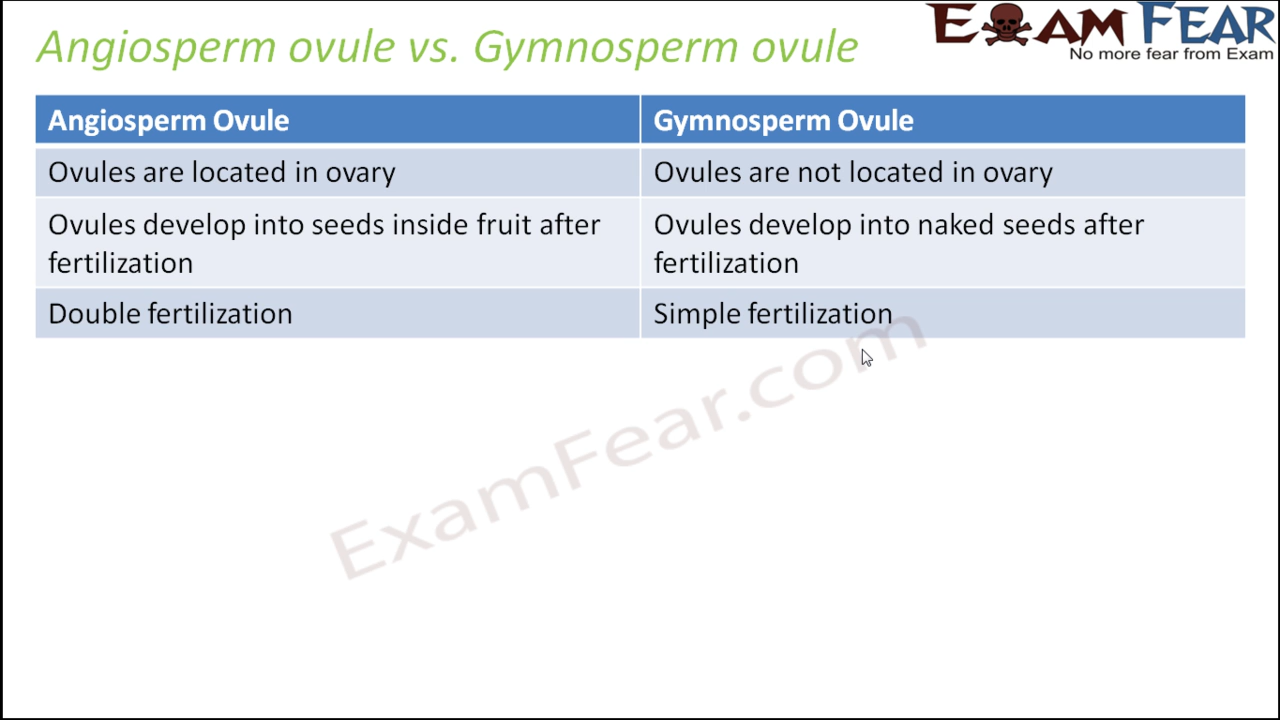 Angiosperm ovule vs. Gymnosperm ovule
EXAM FEAR
No more fear from Exam
Angiosperm Ovule
Gymnosperm Ovule
Ovules are located in ovary
Ovules are not located in ovary
Ovules develop into seeds inside fruit after
fertilization
Ovules develop into naked seeds after
fertilization
Double fertilization
Simple fertilization
ExamFear.com